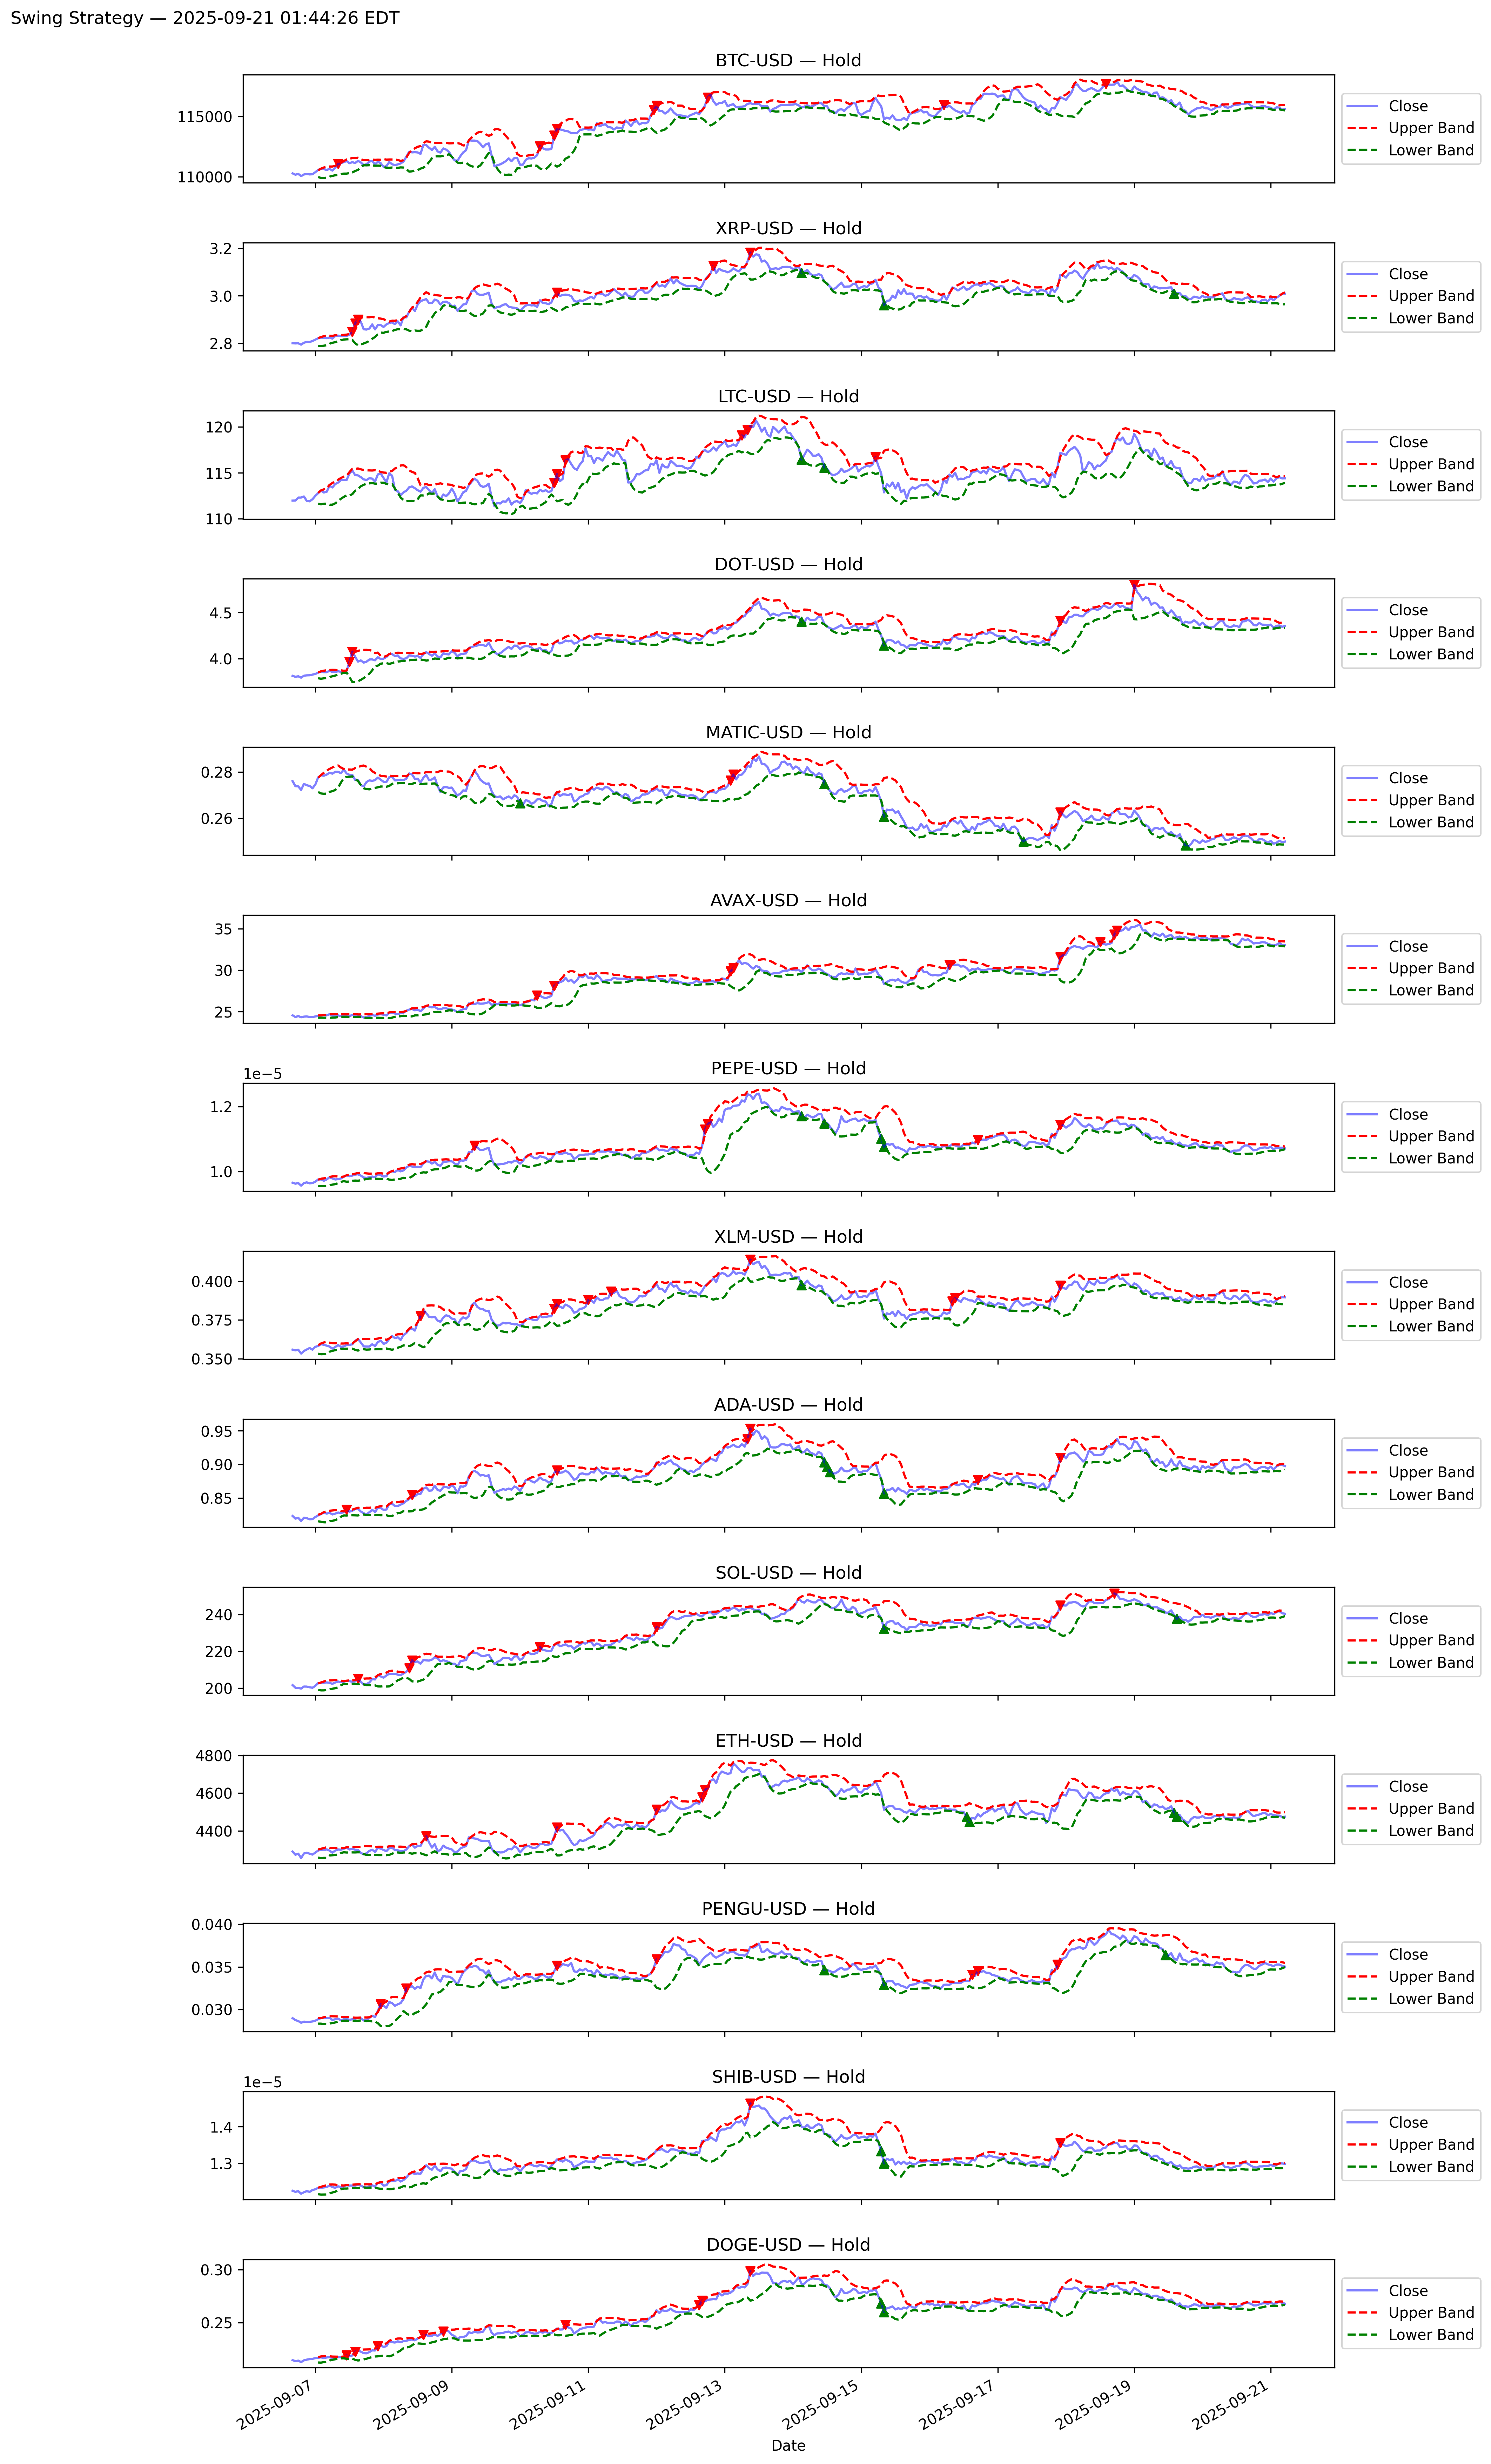 Swing Strategy — 2025-09-21 01:44:26 EDT
BTC-USD — Hold
115000
110000
Close
Upper Band
Lower Band
XRP-USD — Hold
3.2
3.0
2.8
Close
Upper Band
Lower Band
LTC-USD — Hold
120
115
110
Close
Upper Band
Lower Band
DOT-USD — Hold
4.5
4.0
Close
Upper Band
Lower Band
MATIC-USD — Hold
0.28
0.26
Close
Upper Band
Lower Band
AVAX-USD — Hold
35
30
25
Close
Upper Band
Lower Band
PEPE-USD — Hold
1e−5
1.2
1.0
Close
Upper Band
Lower Band
XLM-USD — Hold
0.400
0.375
0.350
Close
Upper Band
Lower Band
ADA-USD — Hold
0.95
0.90
0.85
Close
Upper Band
Lower Band
SOL-USD — Hold
240
220
200
Close
Upper Band
Lower Band
ETH-USD — Hold
4800
4600
4400
Close
Upper Band
Lower Band
PENGU-USD — Hold
0.040
0.035
0.030
Close
Upper Band
Lower Band
SHIB-USD — Hold
1e−5
1.4
1.3
Close
Upper Band
Lower Band
DOGE-USD — Hold
0.30
0.25
Close
Upper Band
Lower Band
2025-09-07
2025-09-09
2025-09-11
2025-09-13
2025-09-15
2025-09-17
2025-09-19
2025-09-21
Date